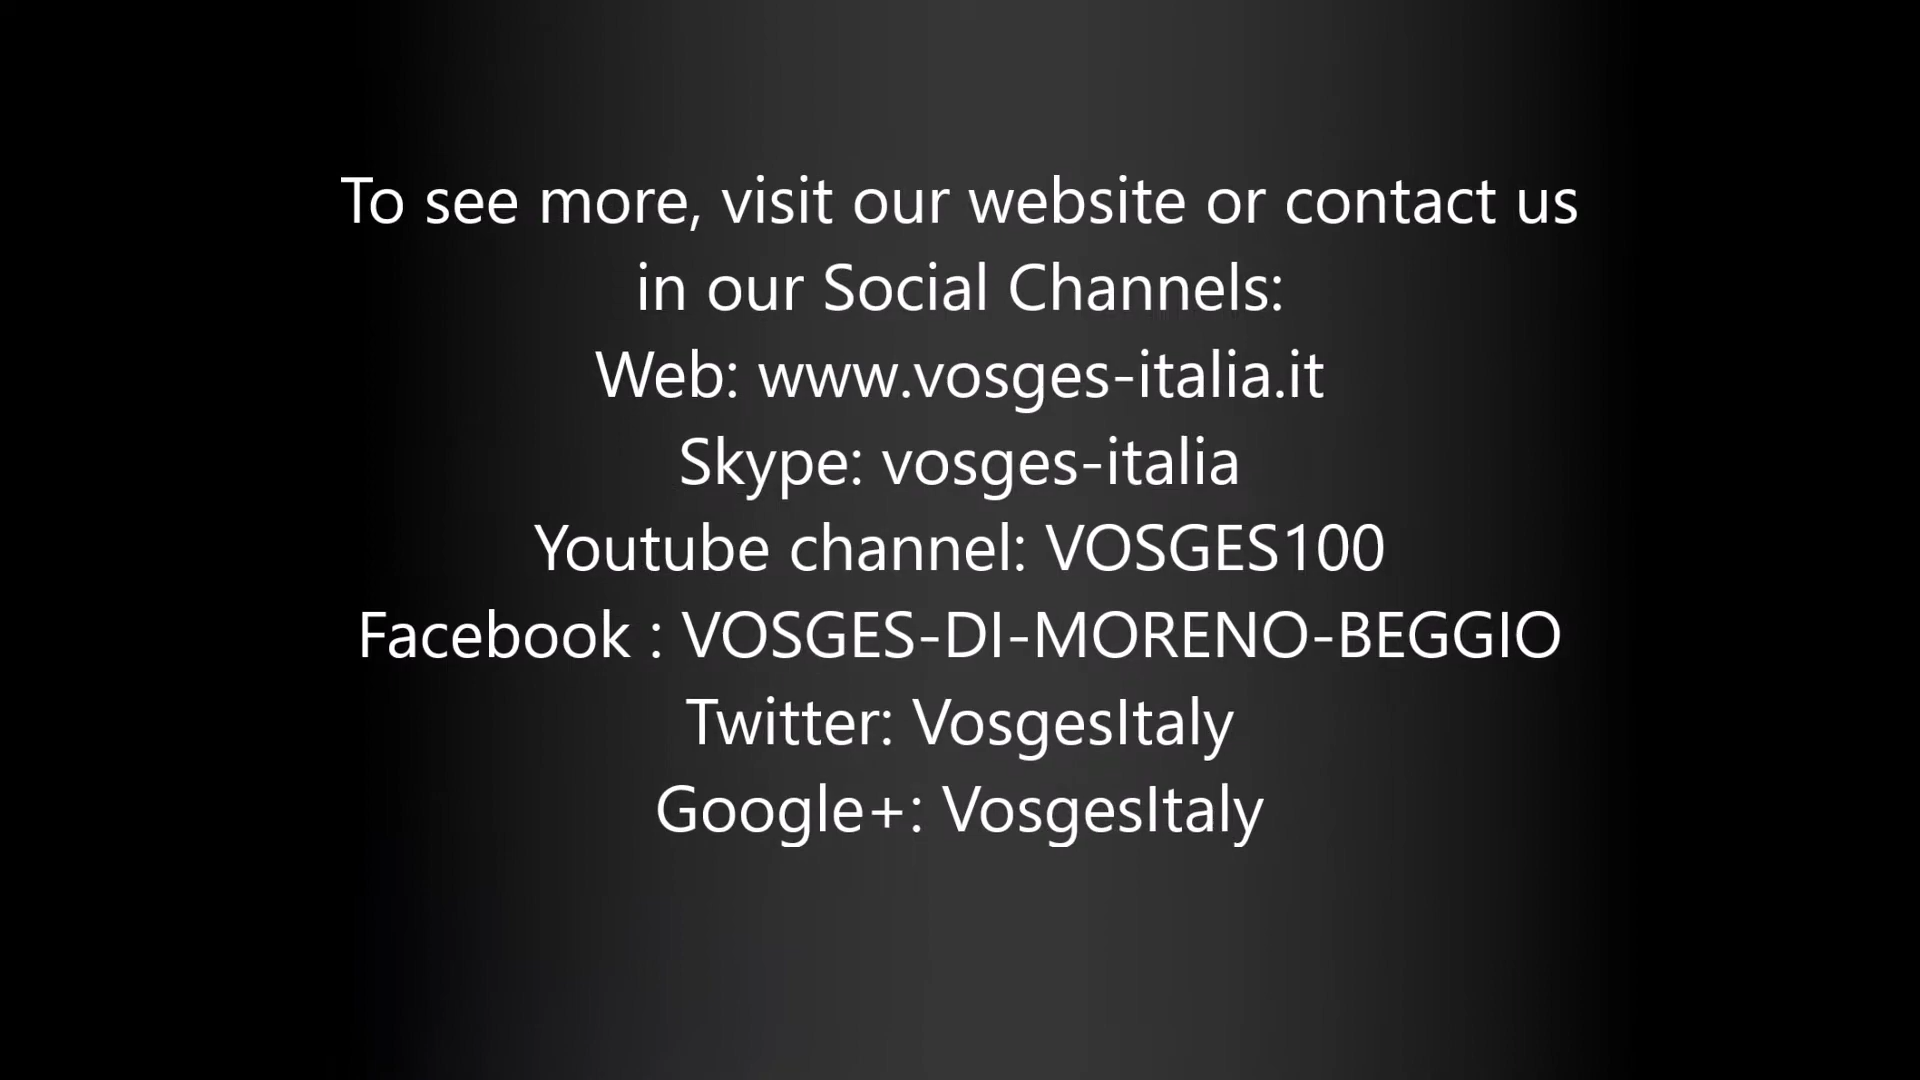 To see more, visit our website or contact us
in our Social Channels:
Web: www.vosges-italia.it
Skype: vosges-italia
Youtube channel: VOSGES100
Facebook : VOSGES-DI-MORENO-BEGGIO
Twitter: VosgesItaly
Google+: VosgesItaly